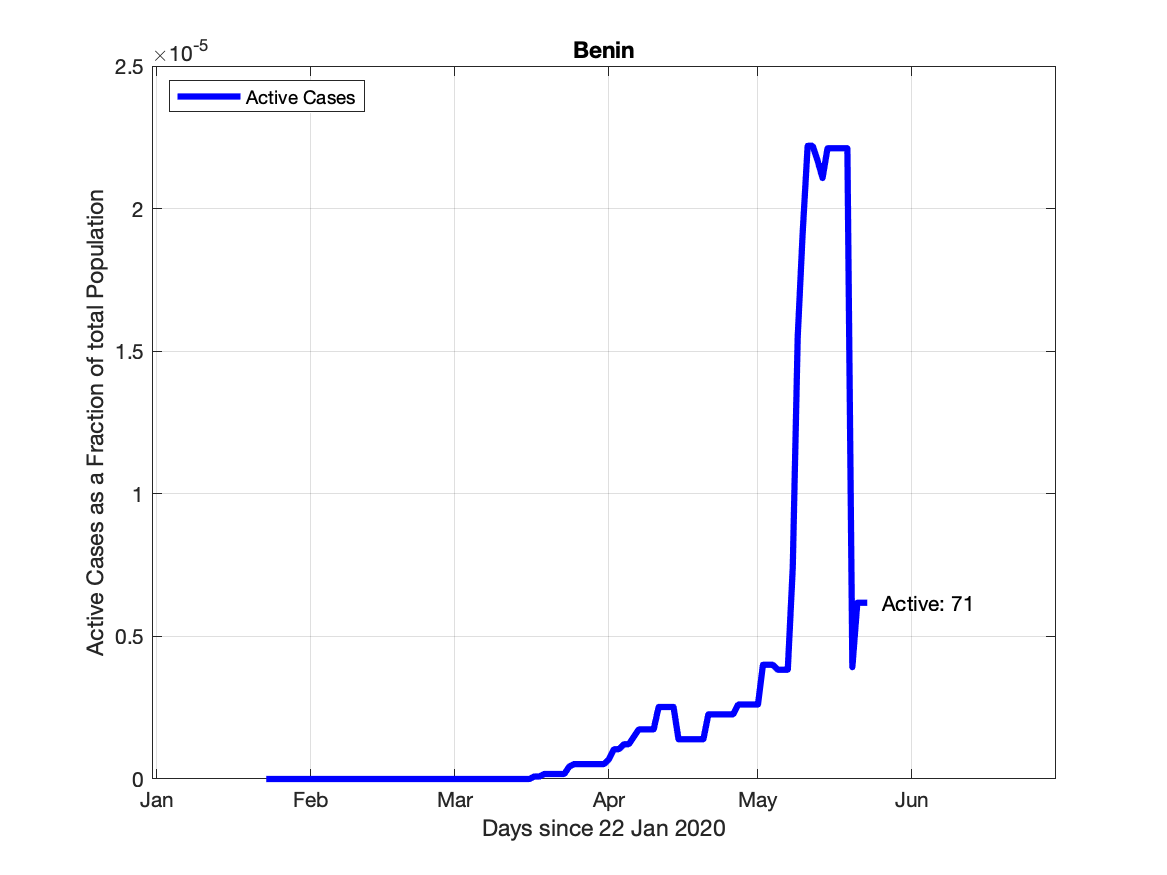 Benin
×10-5
2.5
2
1.5
1
0.5
0
Active Cases
Active: 71
Jan Feb Mar Apr May Jun
Days since 22 Jan 2020
Active Cases as a Fraction of total Population